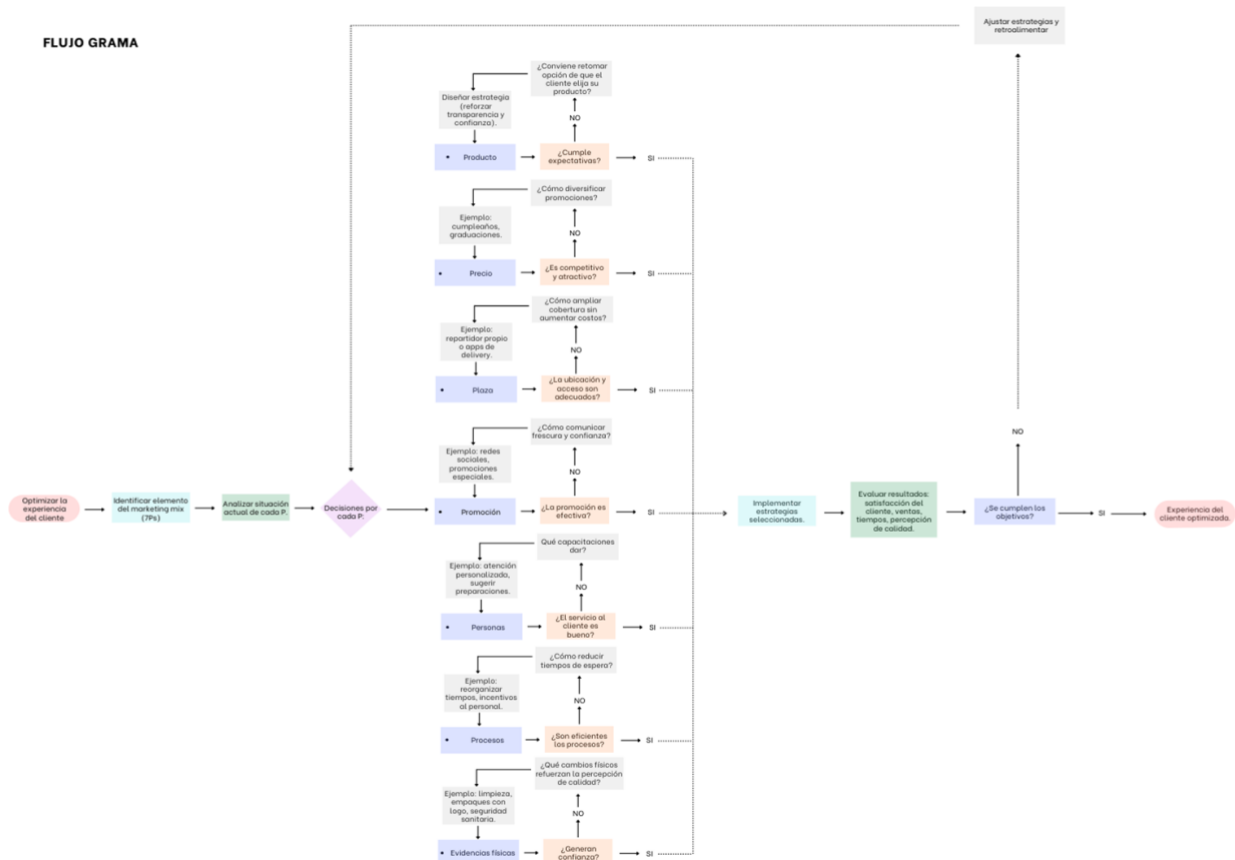 FLUJO GRAMA
Ajustar estrategias y
retroalimentar
¿Conviene retomar
opción de que el
cliente elija su
producto?
Diseñar estrategia
(reforzar
transparencia y
confianza).
NO
• Producto
¿Cumple
expectativas?
SI
¿Cómo diversificar
promociones?
Ejemplo:
cumpleaños,
graduaciones.
NO
• Precio
¿Es competitivo
y atractivo?
SI
¿Cómo ampliar
cobertura sin
aumentar costos?
Ejemplo:
repartidor propio
o apps de
delivery.
NO
• Plaza
¿La ubicación y
acceso son
adecuados?
SI
¿Cómo comunicar
frescura y confianza?
Ejemplo: redes
sociales,
promociones
especiales.
NO
Optimizar la
experiencia
del cliente
Identificar elemento
del marketing mix
(7Ps)
Analizar situación
actual de cada P.
Decisiones por
cada P.
• Promoción
¿La promoción es
efectiva?
SI
Implementar
estrategias
seleccionadas.
Evaluar resultados:
satisfacción del
cliente, ventas,
tiempos, percepción
de calidad.
¿Se cumplen los
objetivos?
NO
SI
Experiencia del
cliente optimizada.
Qué capacitaciones
dar?
Ejemplo: atención
personalizada,
sugerir
preparaciones.
NO
• Personas
¿El servicio al
cliente es
bueno?
SI
¿Cómo reducir
tiempos de espera?
Ejemplo:
reorganizar
tiempos, incentivos
al personal.
NO
• Procesos
¿Son eficientes
los procesos?
SI
¿Qué cambios físicos
refuerzan la percepción
de calidad?
Ejemplo: limpieza,
empaques con
logo, seguridad
sanitaria.
NO
• Evidencias físicas
¿Generan
confianza?
SI